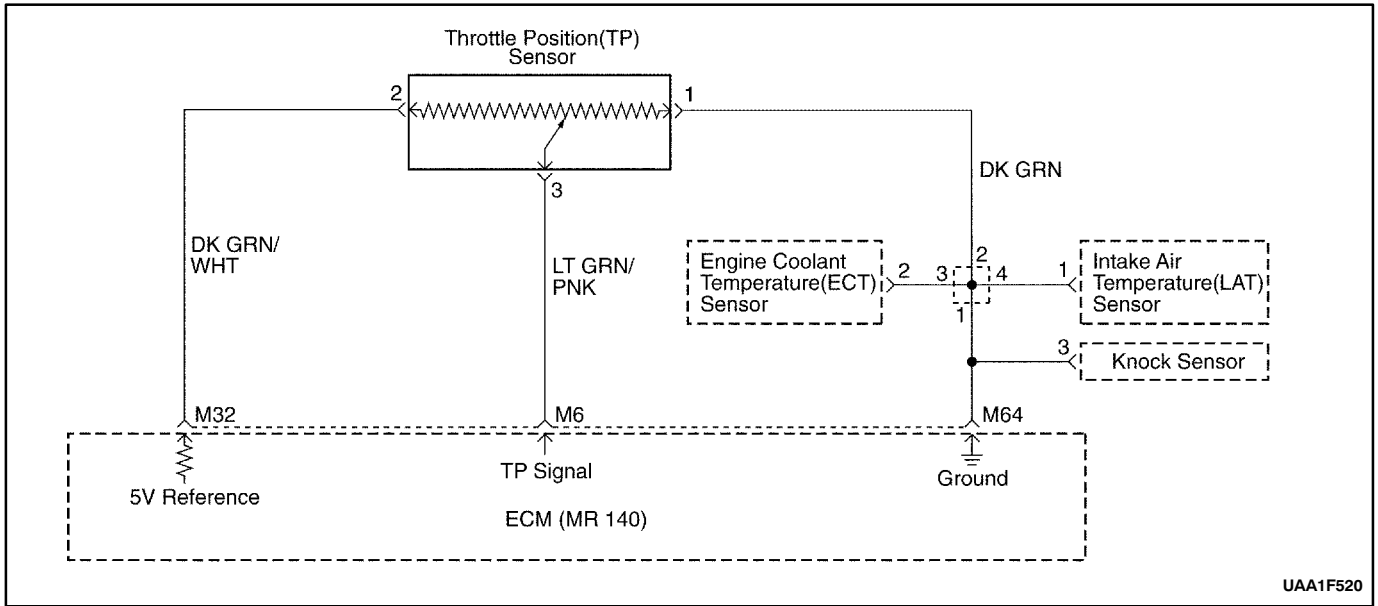 Throttle Position(TP)
Sensor
2
1
3
DK GRN
DK GRN/
WHT
LT GRN/
PNK
Engine Coolant
Temperature(ECT)
Sensor
2
3
2
4
1
1
Intake Air
Temperature(LAT)
Sensor
3
Knock Sensor
M32
M6
M64
5V Reference
TP Signal
Ground
ECM (MR 140)
UAA1F520